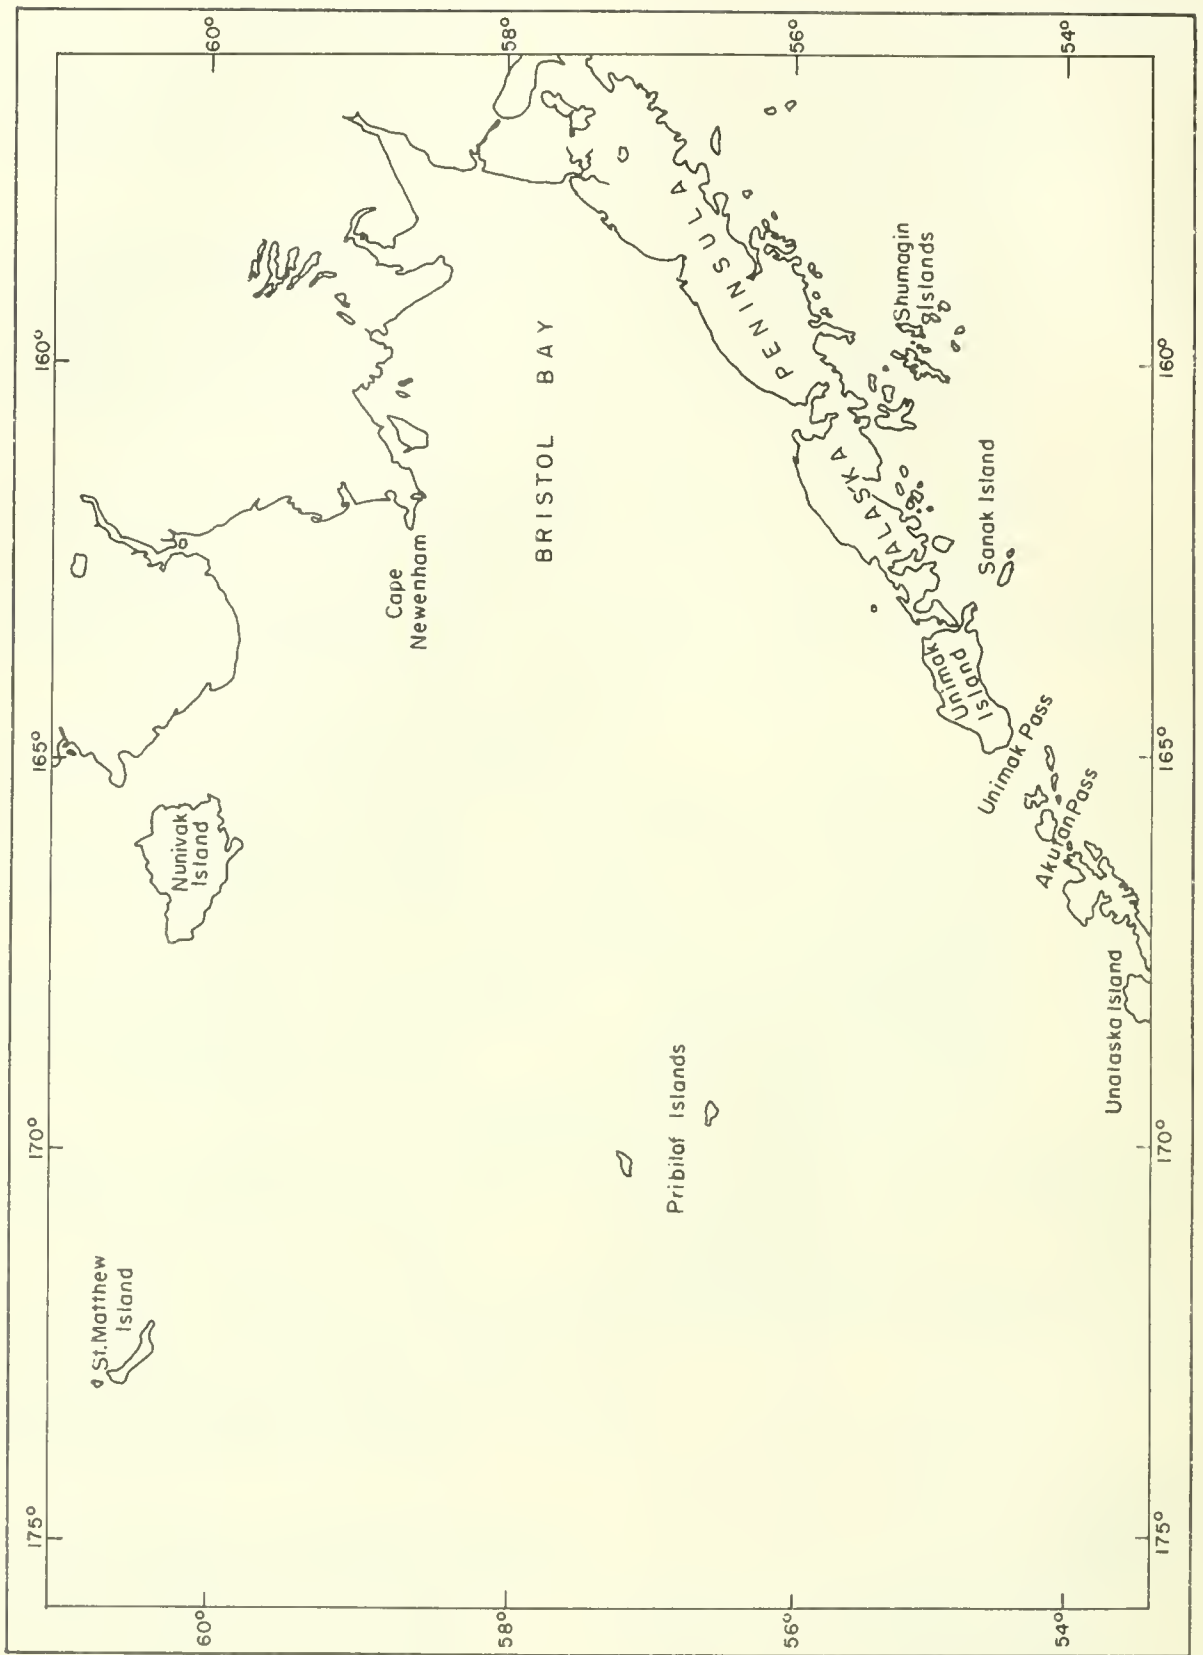 175°
170°
165°
160°
60°
60°
58°
58°
56°
56°
54°
54°
175°
170°
165°
160°
St. Matthew
Island
Nunivak
Island
Cape
Newenham
BRISTOL BAY
Pribilof Islands
ALASKA PENINSULA
Shumagin
Islands
Sanak Island
Unimak
Island
Unimak Pass
Akutan Pass
Unalaska Island